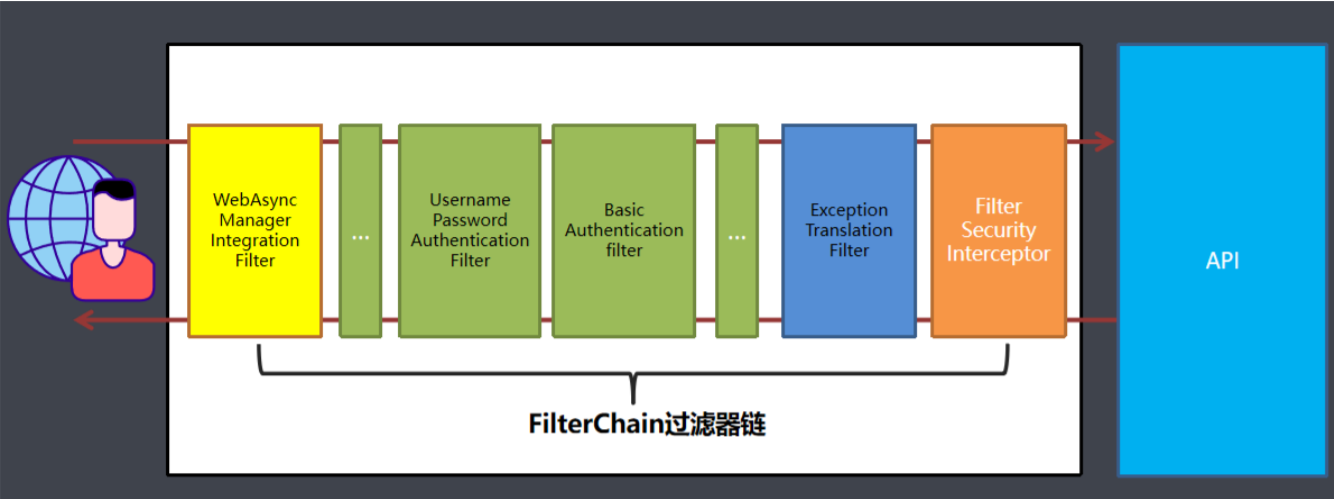 WebAsync
Manager
Integration
Filter
...
Username
Password
Authentication
Filter
Basic
Authentication
filter
...
Exception
Translation
Filter
Filter
Security
Interceptor
API
FilterChain过滤器链